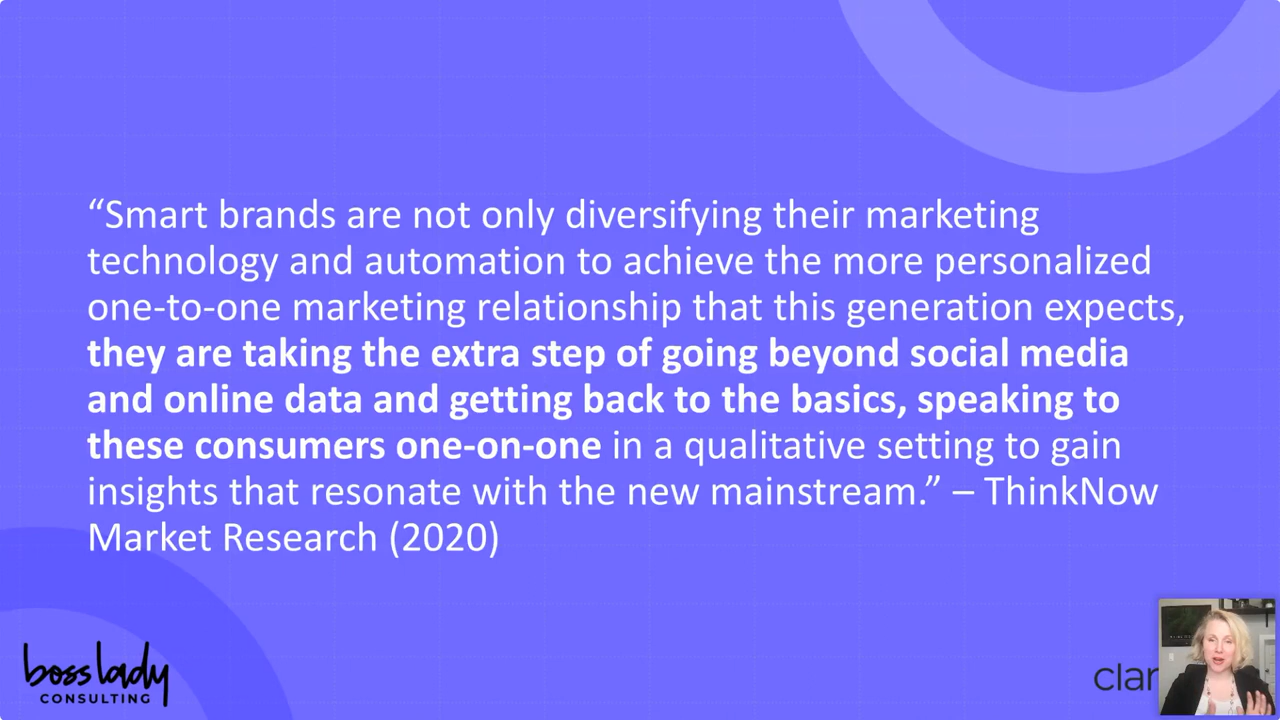 “Smart brands are not only diversifying their marketing
technology and automation to achieve the more personalized
one-to-one marketing relationship that this generation expects,
they are taking the extra step of going beyond social media
and online data and getting back to the basics, speaking to
these consumers one-on-one in a qualitative setting to gain
insights that resonate with the new mainstream.” – ThinkNow
Market Research (2020)
boss lady
CONSULTING